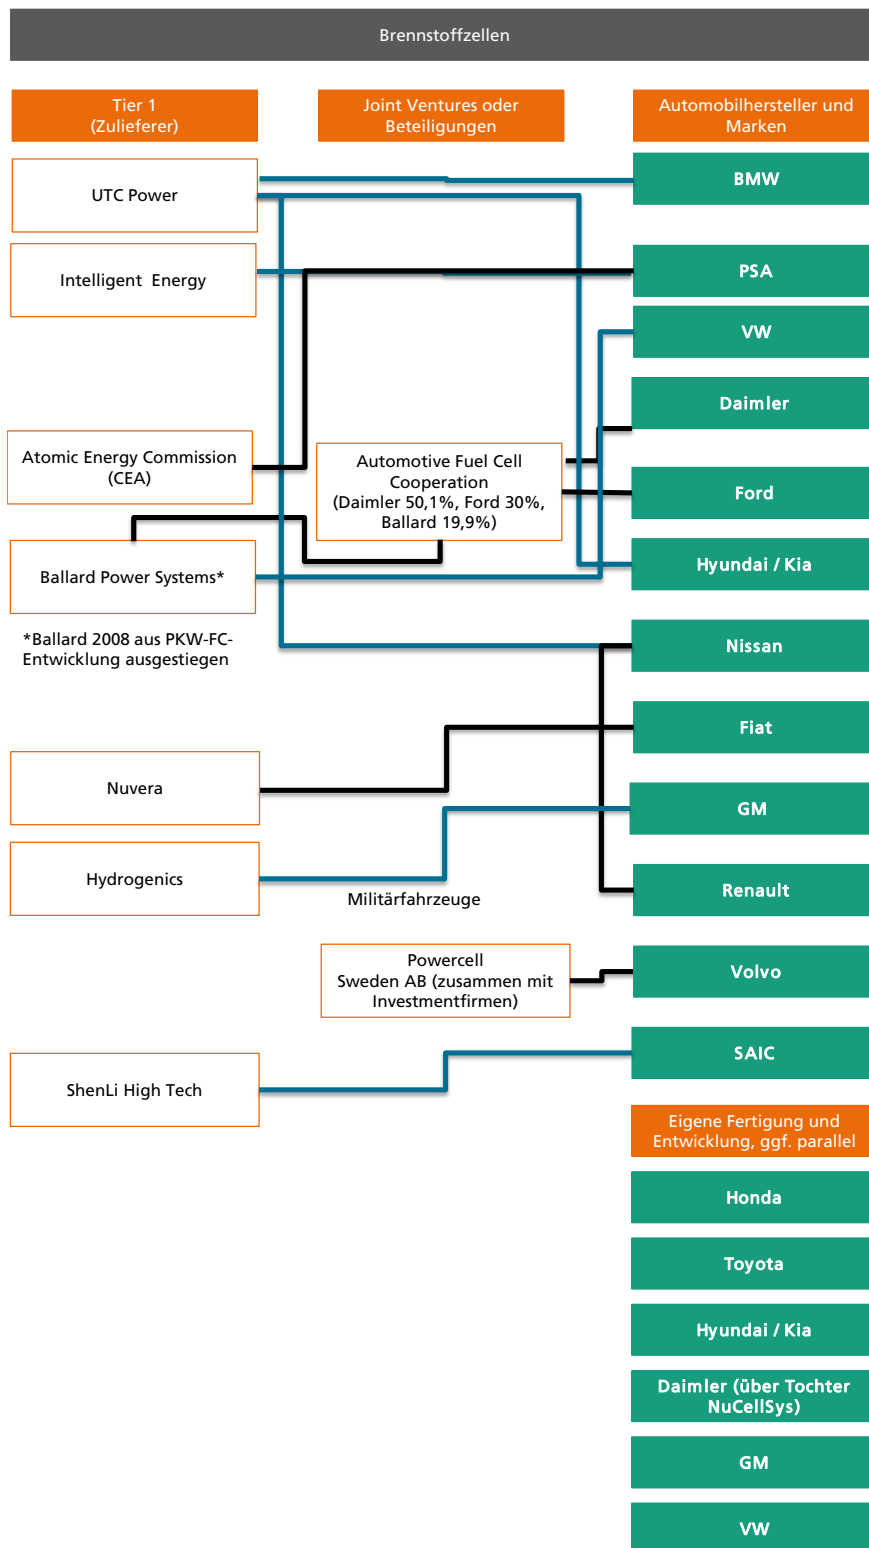 Brennstoffzellen
Tier 1
(Zulieferer)
Joint Ventures oder
Beteiligungen
Automobilhersteller und
Marken
UTC Power
BMW
Intelligent Energy
PSA
VW
Daimler
Atomic Energy Commission
(CEA)
Automotive Fuel Cell
Cooperation
(Daimler 50,1%, Ford 30%,
Ballard 19,9%)
Ford
Ballard Power Systems*
Hyundai / Kia
*Ballard 2008 aus PKW-FC-
Entwicklung ausgestiegen
Nissan
Fiat
Nuvera
GM
Hydrogenics
Militärfahrzeuge
Renault
Powercell
Sweden AB (zusammen mit
Investmentfirmen)
Volvo
SAIC
ShenLi High Tech
Eigene Fertigung und
Entwicklung, ggf. parallel
Honda
Toyota
Hyundai / Kia
Daimler (über Tochter
NuCellSys)
GM
VW